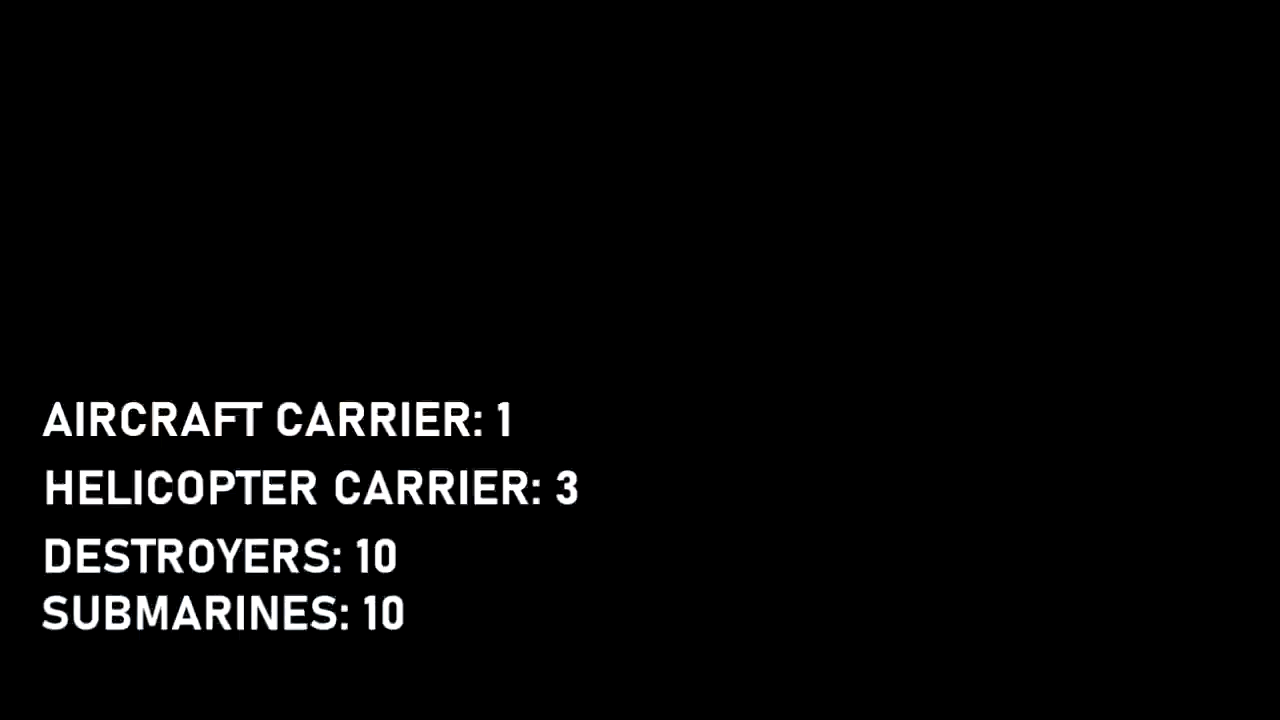 AIRCRAFT CARRIER: 1
HELICOPTER CARRIER: 3
DESTROYERS: 10
SUBMARINES: 10